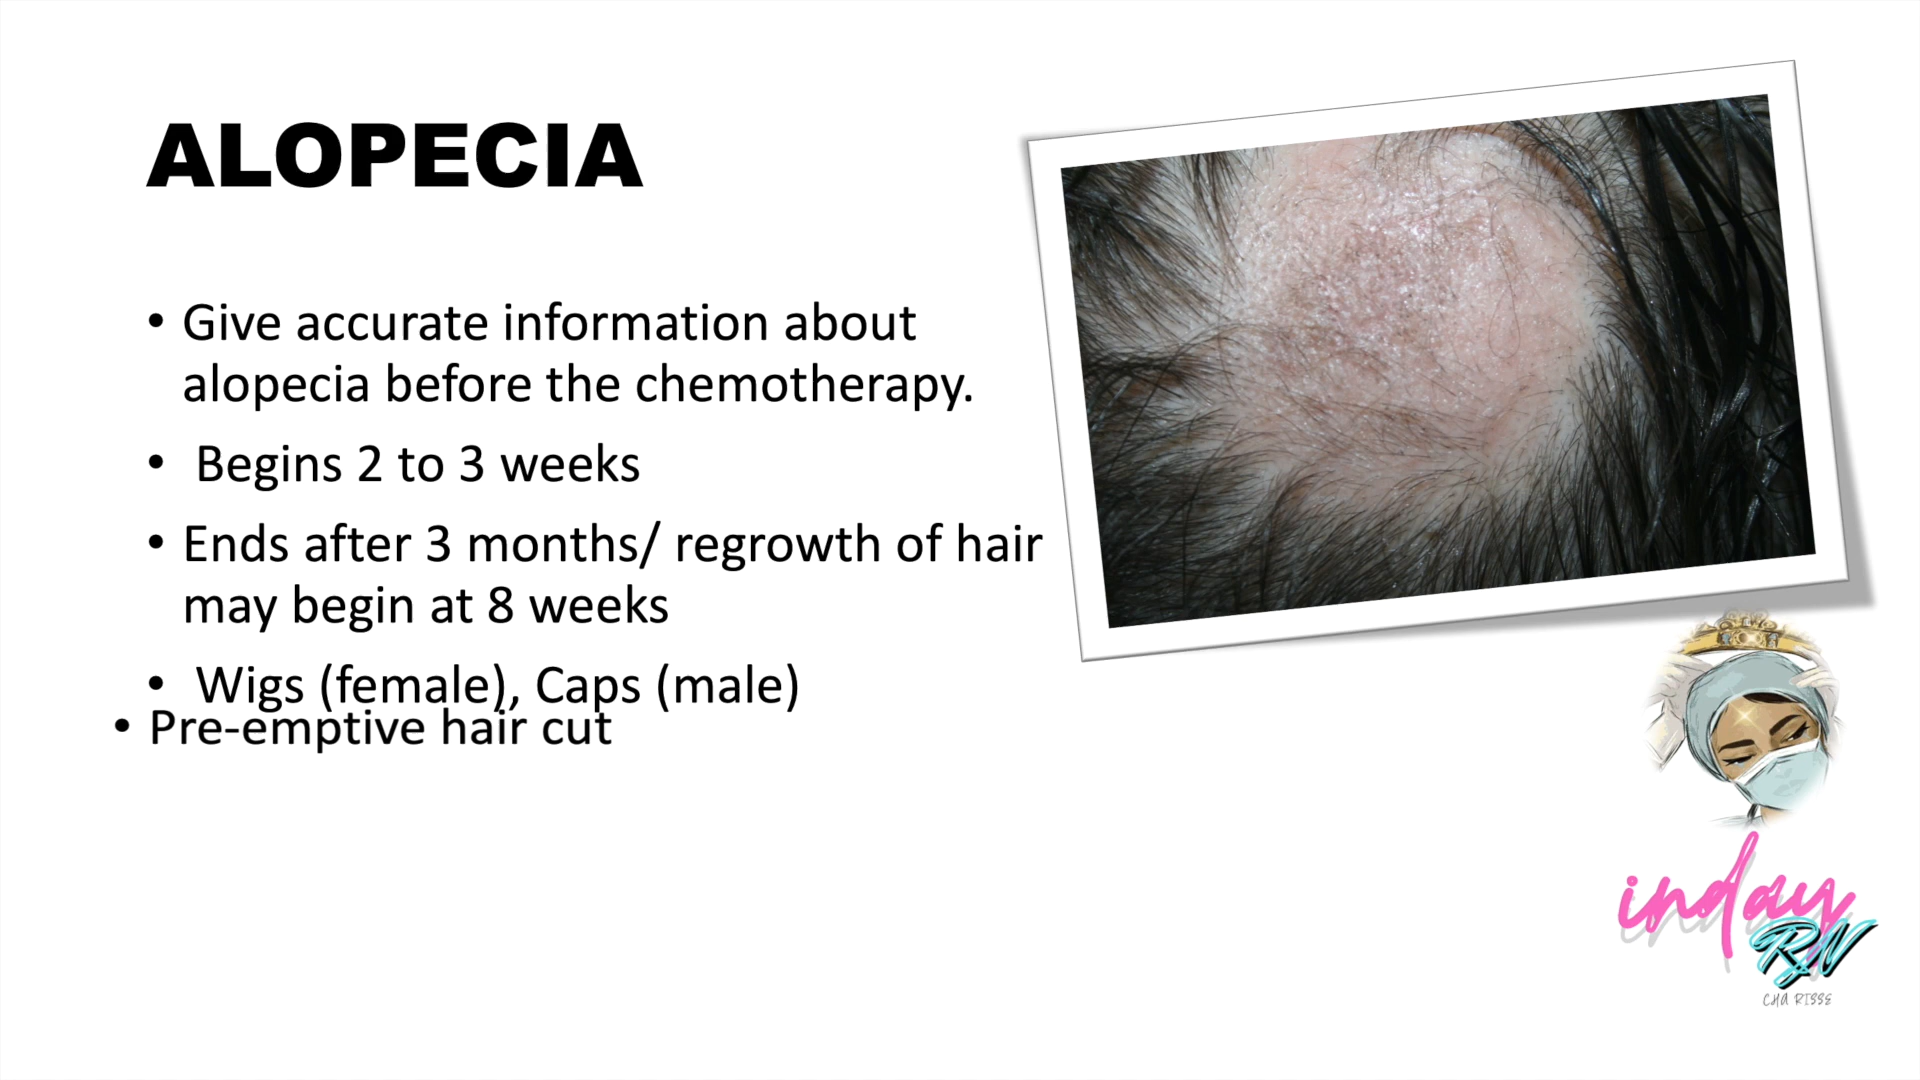 ALOPECIA
• Give accurate information about
alopecia before the chemotherapy.
• Begins 2 to 3 weeks
• Ends after 3 months/ regrowth of hair
may begin at 8 weeks
• Wigs (female), Caps (male)
• Pre-emptive hair cut
inday
RN
CHA RISSE